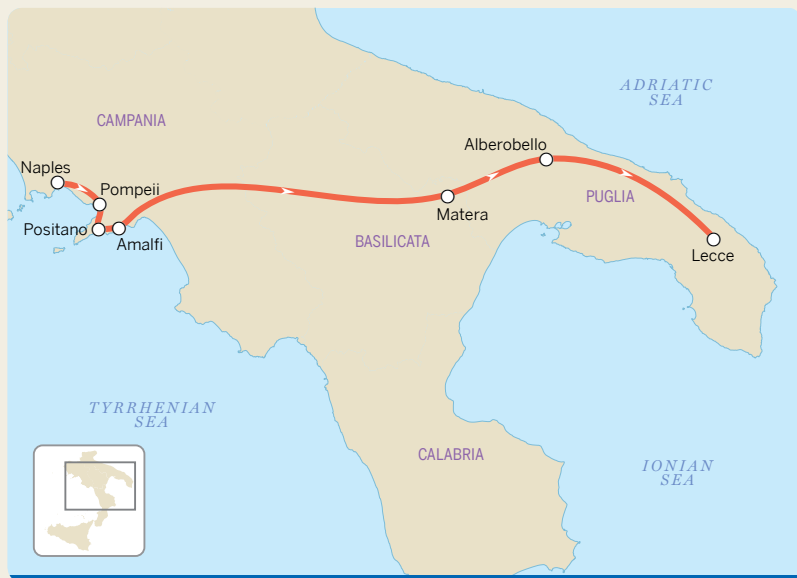 ADRIATIC
SEA
CAMPANIA
Alberobello
Naples
Pompeii
PUGLIA
Matera
Positano
Amalfi
BASILICATA
Lecce
TYRRHENIAN
SEA
CALABRIA
IONIAN
SEA